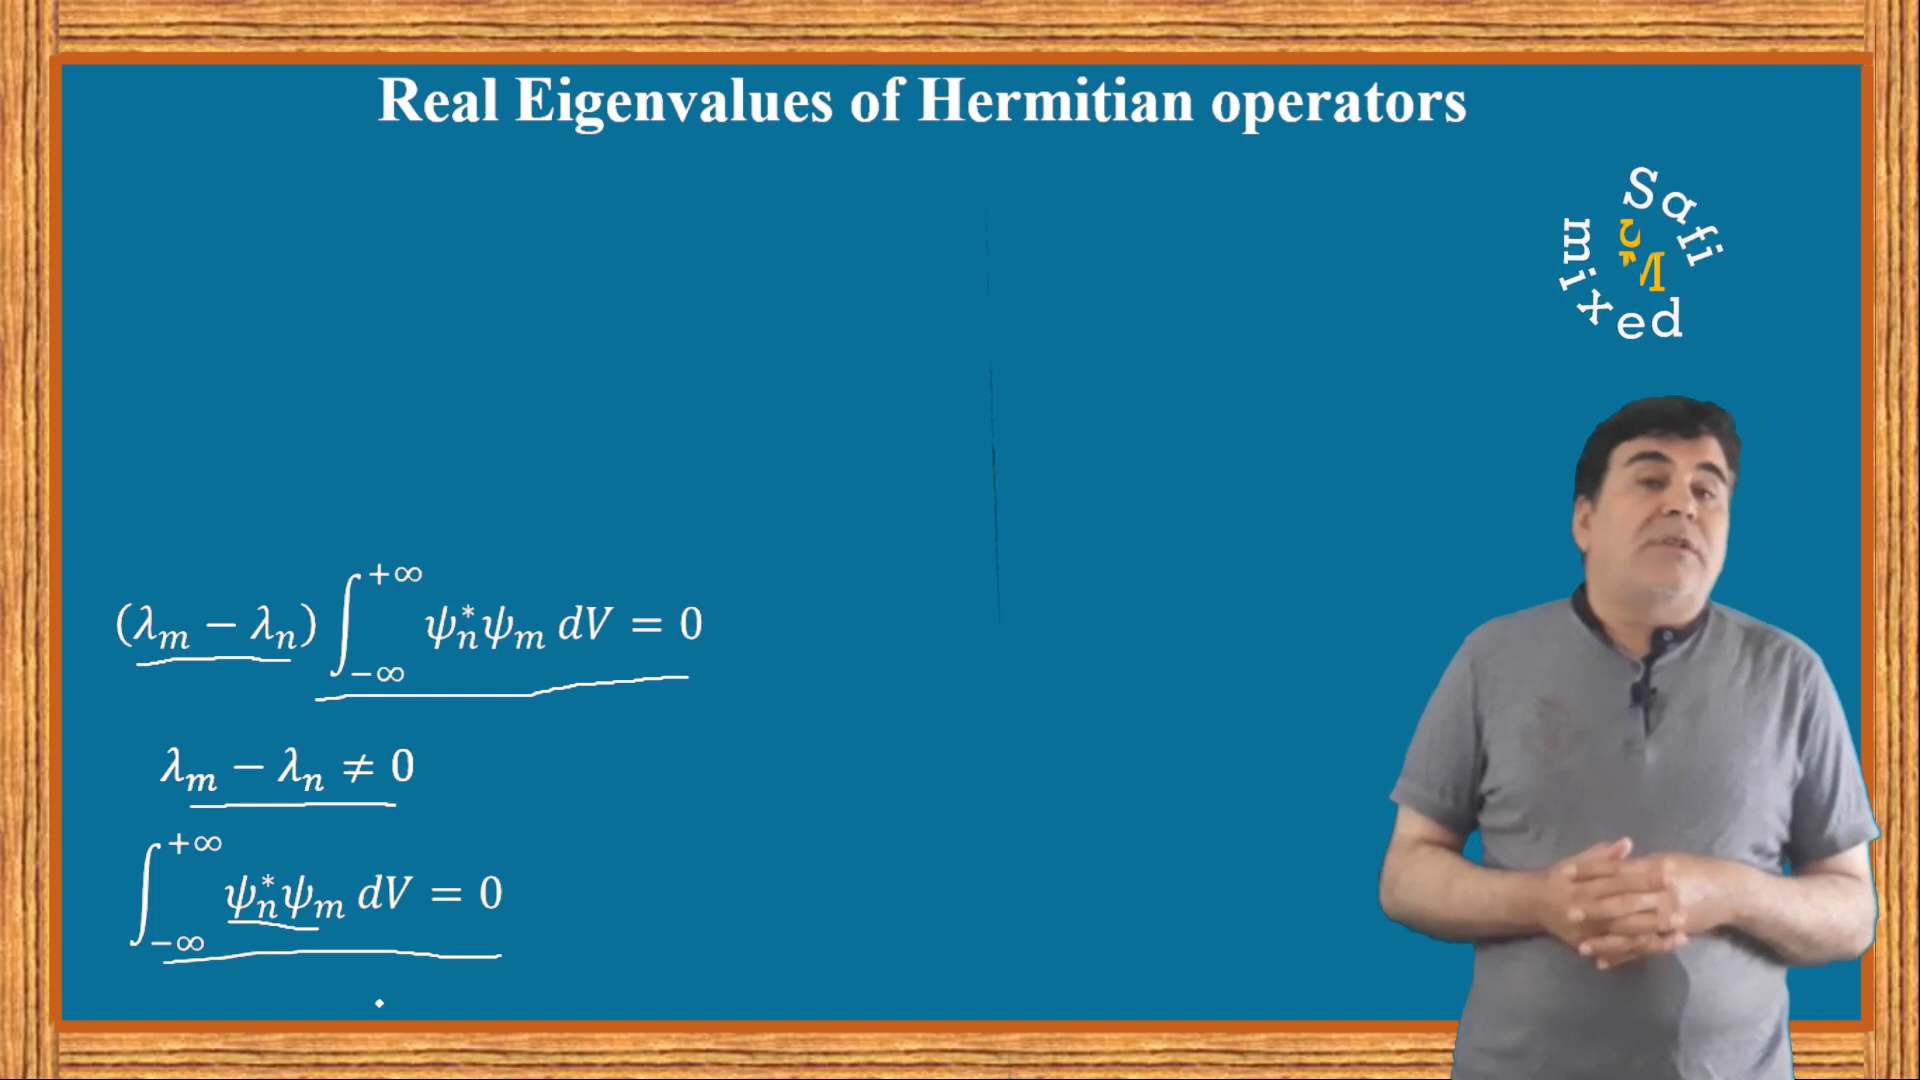 Real Eigenvalues of Hermitian operators
Safi
mixed
(λₘ − λₙ) ∫₋∞⁺∞ ψₙ*ψₘ dV = 0
λₘ − λₙ ≠ 0
∫₋∞⁺∞ ψₙ*ψₘ dV = 0